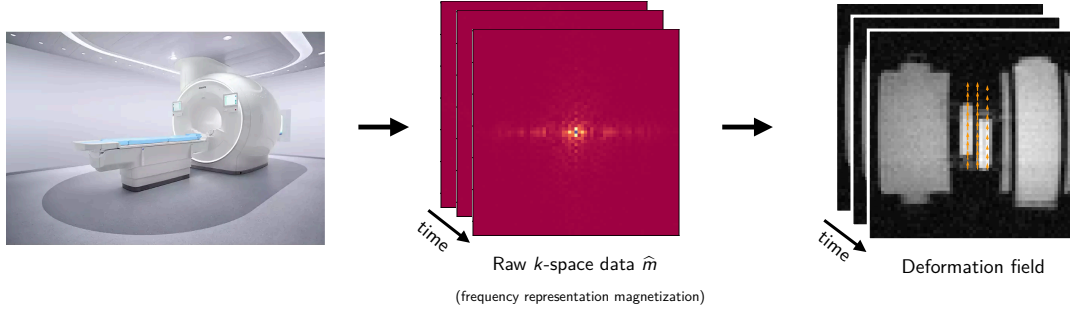 time
Raw k-space data m̂
(frequency representation magnetization)
time
Deformation field